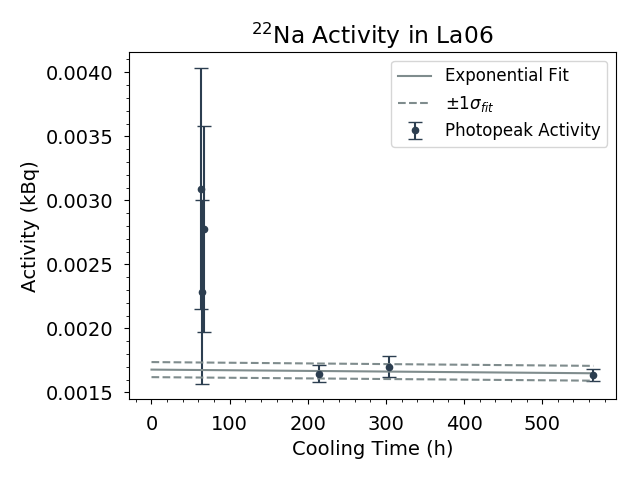 ²²Na Activity in La06
Exponential Fit
±1σ_fit
Photopeak Activity
Activity (kBq)
0.0040
0.0035
0.0030
0.0025
0.0020
0.0015
0 100 200 300 400 500
Cooling Time (h)